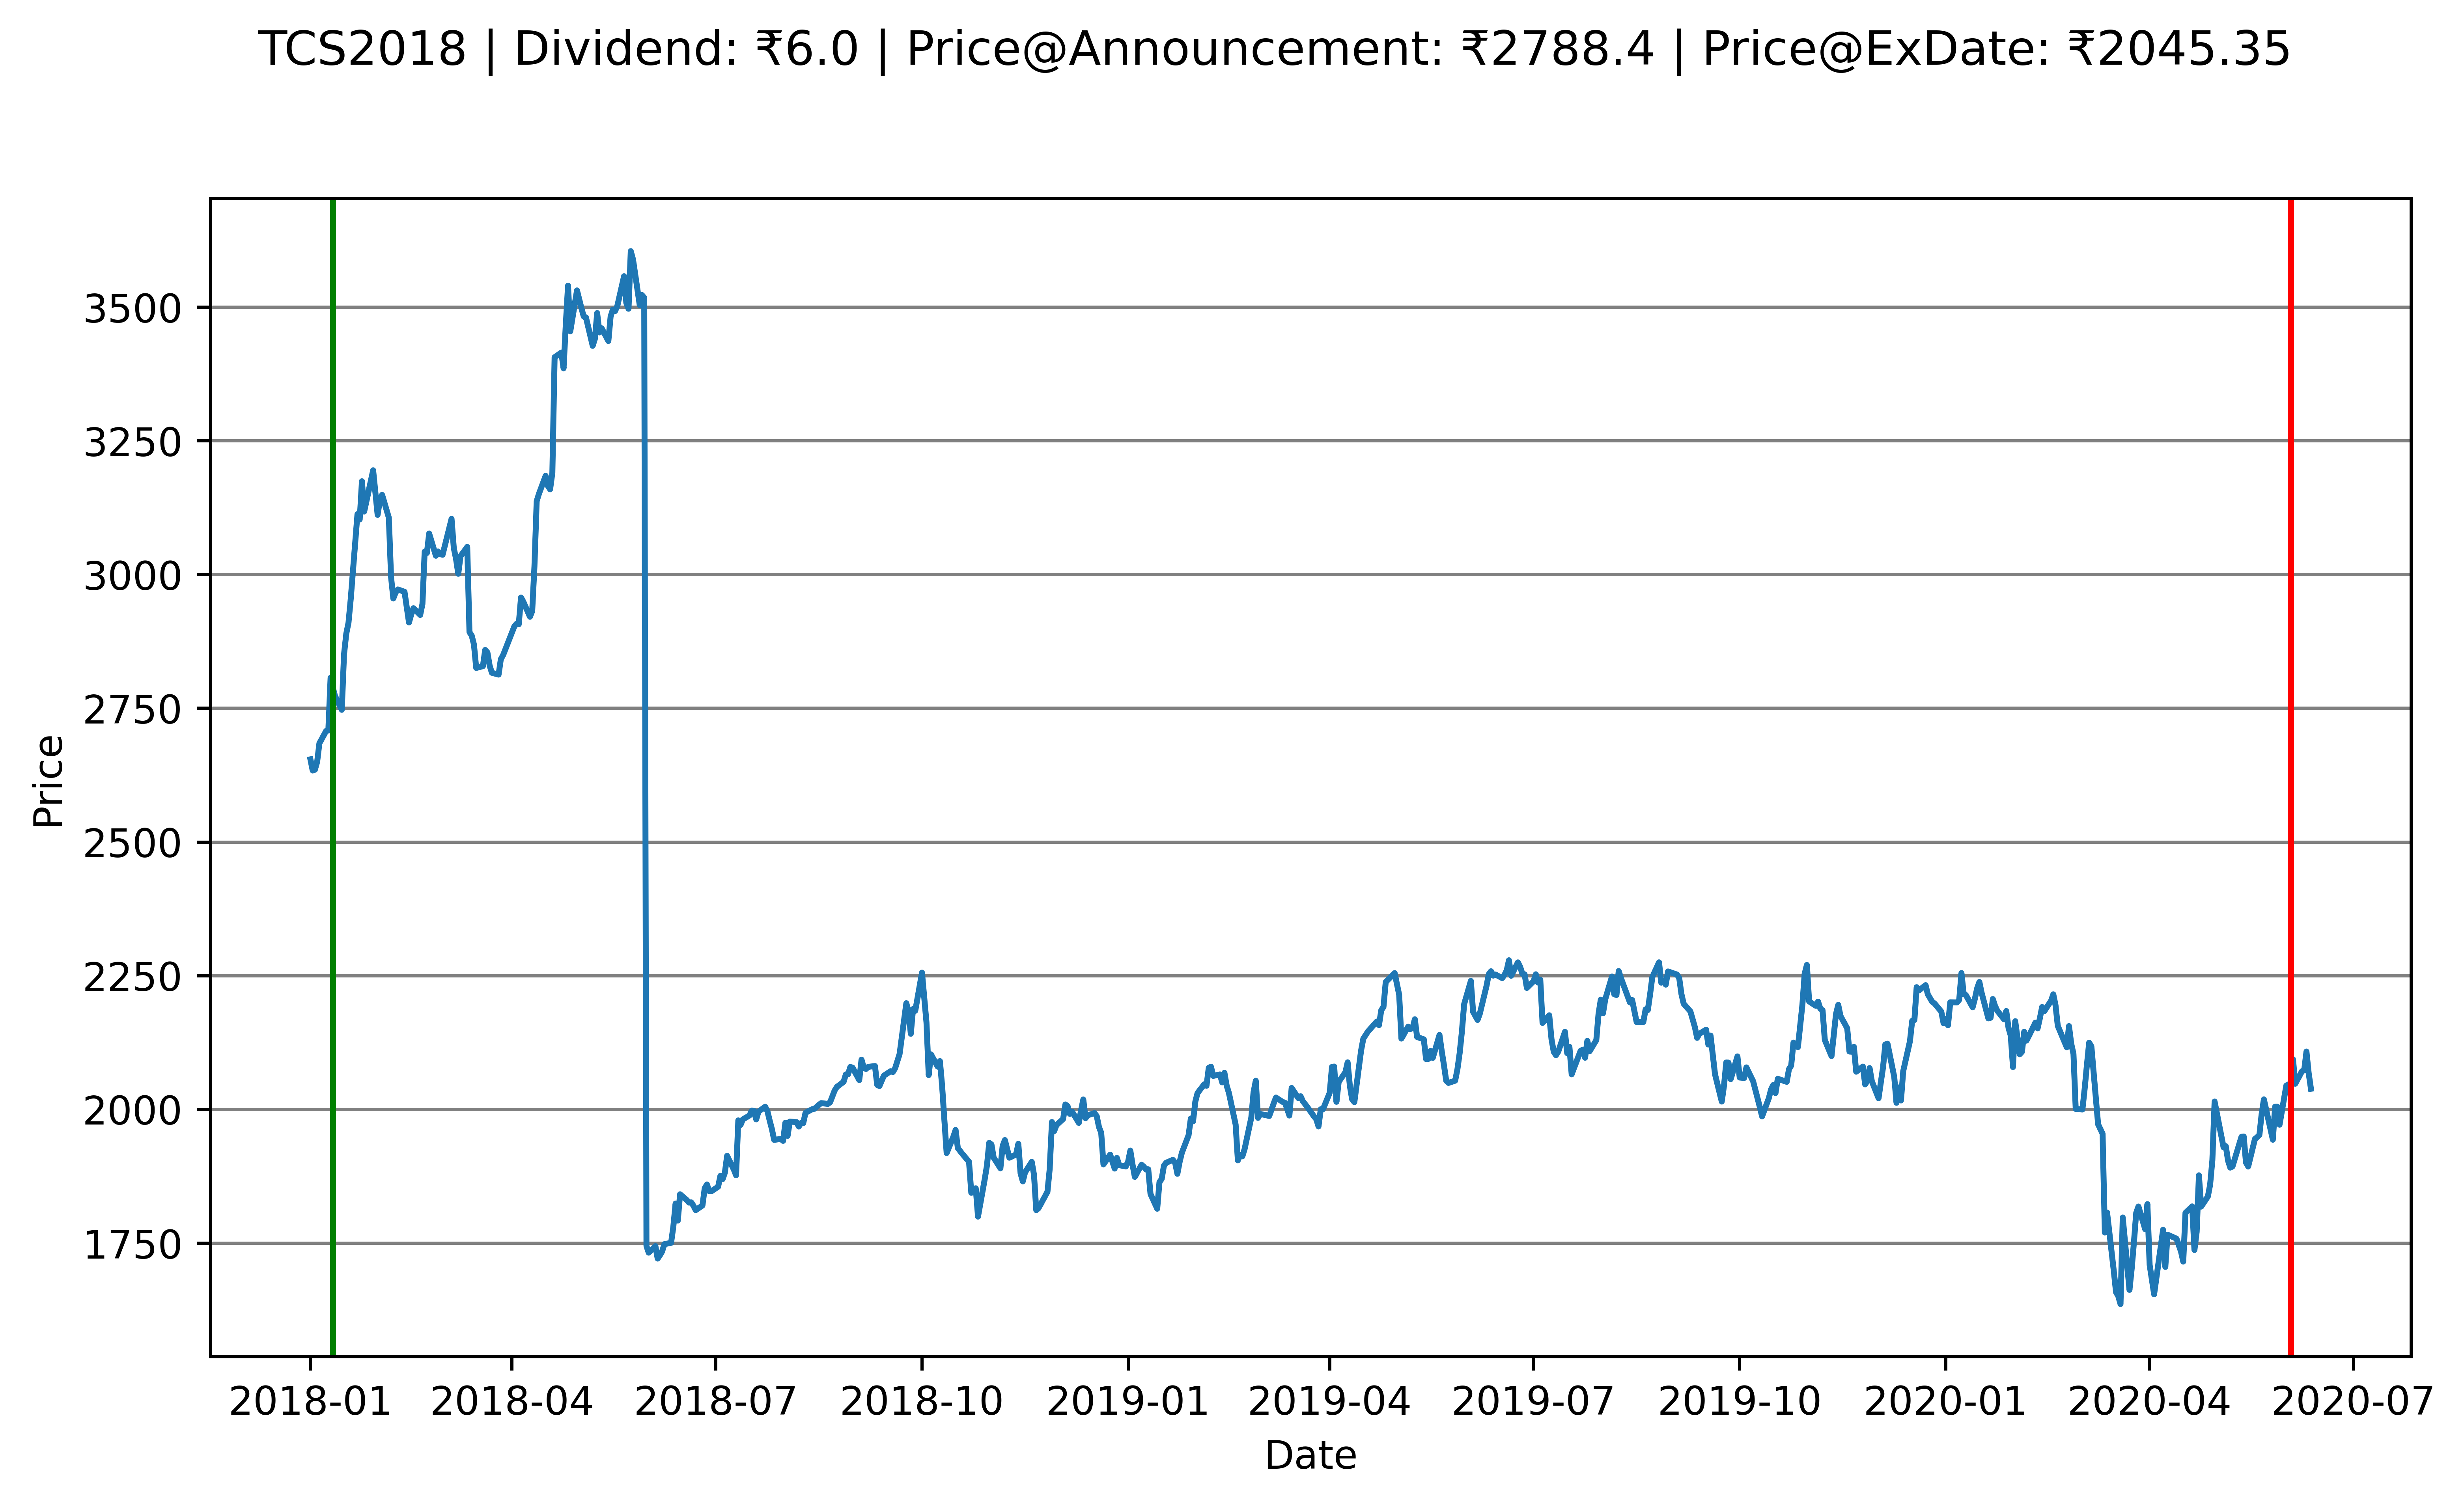 TCS2018 | Dividend: ₹6.0 | Price@Announcement: ₹2788.4 | Price@ExDate: ₹2045.35
3500
3250
3000
2750
2500
2250
2000
1750
Price
2018-01 2018-04 2018-07 2018-10 2019-01 2019-04 2019-07 2019-10 2020-01 2020-04 2020-07
Date